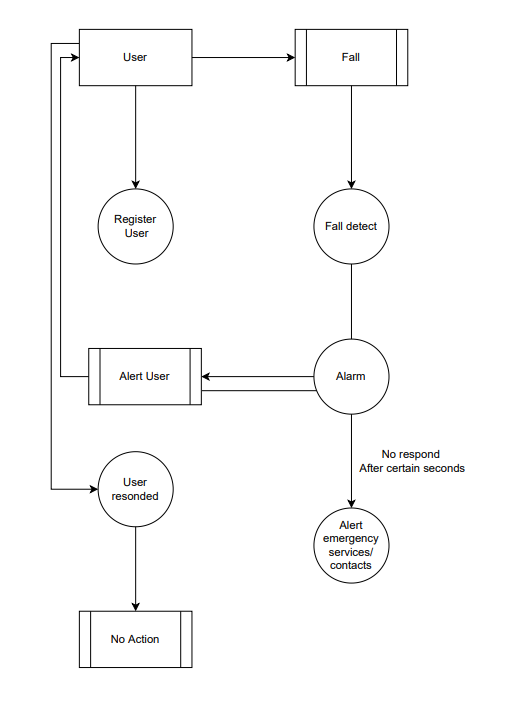 User
Fall
Register
User
Fall detect
Alert User
Alarm
No respond
After certain seconds
User
resonded
Alert
emergency
services/
contacts
No Action